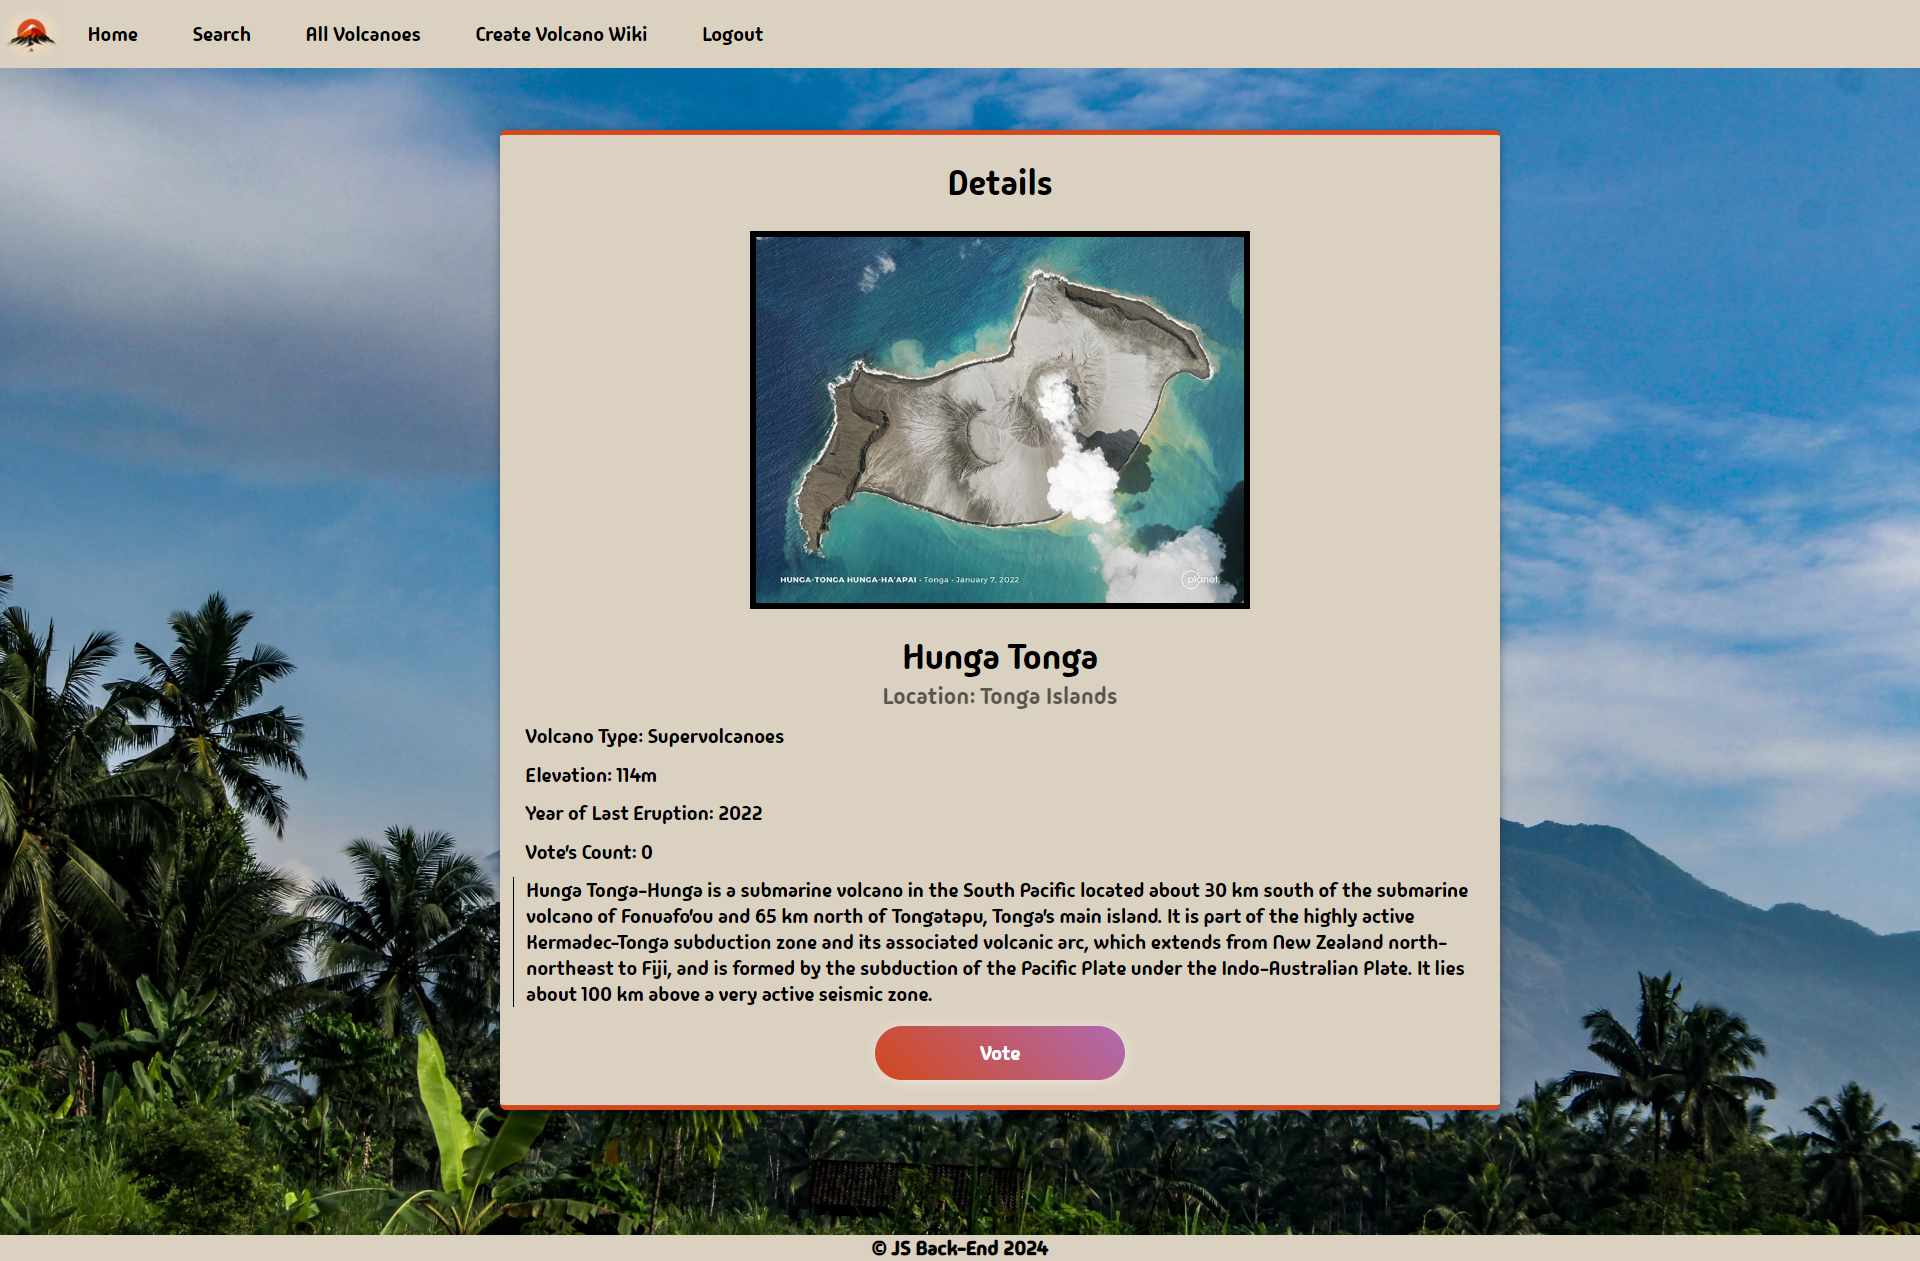 Home Search All Volcanoes Create Volcano Wiki Logout
Details
HUNGA-TONGA HUNGA-HA'APAI • Tonga • January 7, 2022
planet.
Hunga Tonga
Location: Tonga Islands
Volcano Type: Supervolcanoes
Elevation: 114m
Year of Last Eruption: 2022
Vote's Count: 0
Hunga Tonga-Hunga is a submarine volcano in the South Pacific located about 30 km south of the submarine
volcano of Fonuafo'ou and 65 km north of Tongatapu, Tonga's main island. It is part of the highly active
Kermadec-Tonga subduction zone and its associated volcanic arc, which extends from New Zealand north-
northeast to Fiji, and is formed by the subduction of the Pacific Plate under the Indo-Australian Plate. It lies
about 100 km above a very active seismic zone.
Vote
© JS Back-End 2024